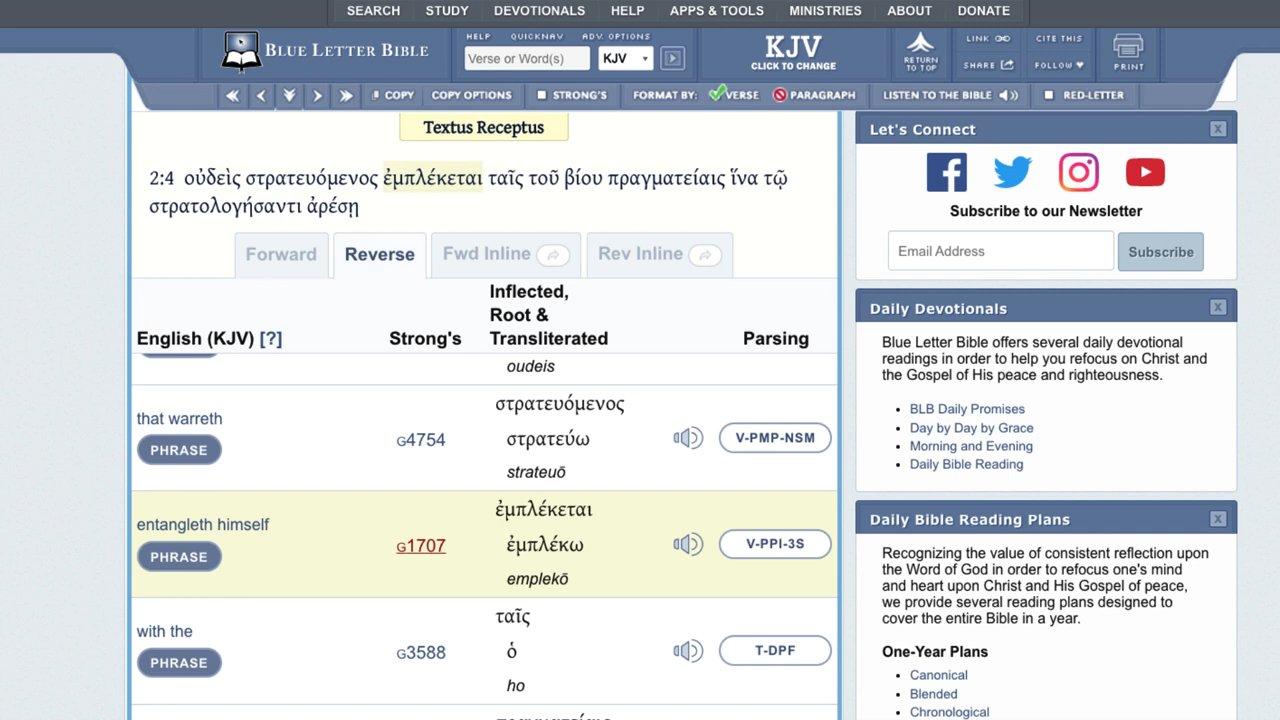 SEARCH STUDY DEVOTIONALS HELP APPS & TOOLS MINISTRIES ABOUT DONATE
BLUE LETTER BIBLE
HELP QUICKNAV ADV. OPTIONS
Verse or Word(s) KJV
KJV
CLICK TO CHANGE
RETURN TO TOP
LINK CITE THIS
SHARE FOLLOW
PRINT
COPY COPY OPTIONS STRONG'S FORMAT BY: VERSE PARAGRAPH LISTEN TO THE BIBLE RED-LETTER
Textus Receptus
2:4 οὐδεὶς στρατευόμενος ἐμπλέκεται ταῖς τοῦ βίου πραγματείαις ἵνα τῷ
στρατολογήσαντι ἀρέσῃ
Forward Reverse Fwd Inline Rev Inline
English (KJV) [?] Strong's Inflected,
Root &
Transliterated Parsing
oudeis
that warreth
PHRASE
G4754
στρατευόμενος
στρατεύω
strateuō
V-PMP-NSM
entangleth himself
PHRASE
G1707
ἐμπλέκεται
ἐμπλέκω
emplekō
V-PPI-3S
with the
PHRASE
G3588
ταῖς
ὁ
ho
T-DPF
Let's Connect X
Subscribe to our Newsletter
Email Address Subscribe
Daily Devotionals X
Blue Letter Bible offers several daily devotional
readings in order to help you refocus on Christ and
the Gospel of His peace and righteousness.
BLB Daily Promises
Day by Day by Grace
Morning and Evening
Daily Bible Reading
Daily Bible Reading Plans X
Recognizing the value of consistent reflection upon
the Word of God in order to refocus one's mind
and heart upon Christ and His Gospel of peace,
we provide several reading plans designed to
cover the entire Bible in a year.
One-Year Plans
Canonical
Blended
Chronological